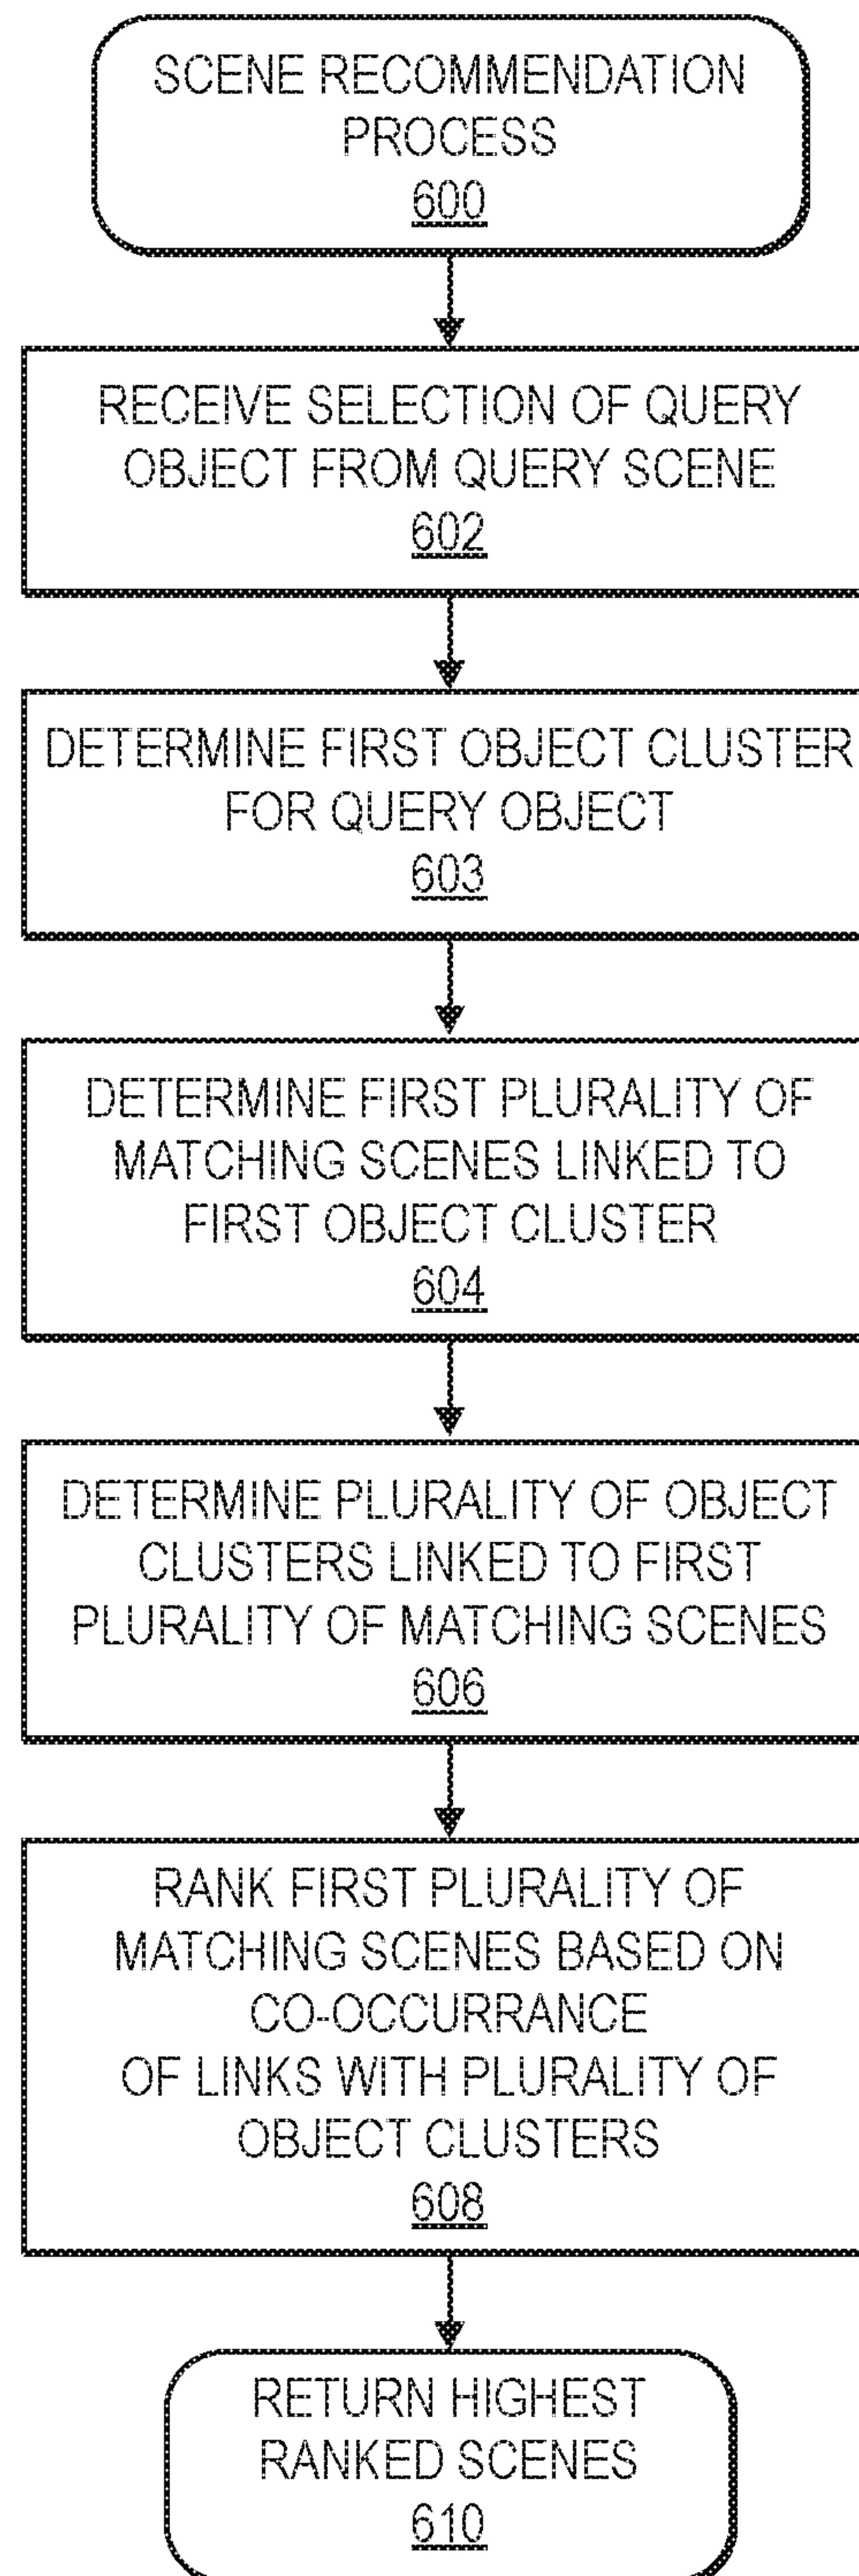 SCENE RECOMMENDATION
PROCESS
600
RECEIVE SELECTION OF QUERY
OBJECT FROM QUERY SCENE
602
DETERMINE FIRST OBJECT CLUSTER
FOR QUERY OBJECT
603
DETERMINE FIRST PLURALITY OF
MATCHING SCENES LINKED TO
FIRST OBJECT CLUSTER
604
DETERMINE PLURALITY OF OBJECT
CLUSTERS LINKED TO FIRST
PLURALITY OF MATCHING SCENES
606
RANK FIRST PLURALITY OF
MATCHING SCENES BASED ON
CO-OCCURRANCE
OF LINKS WITH PLURALITY OF
OBJECT CLUSTERS
608
RETURN HIGHEST
RANKED SCENES
610